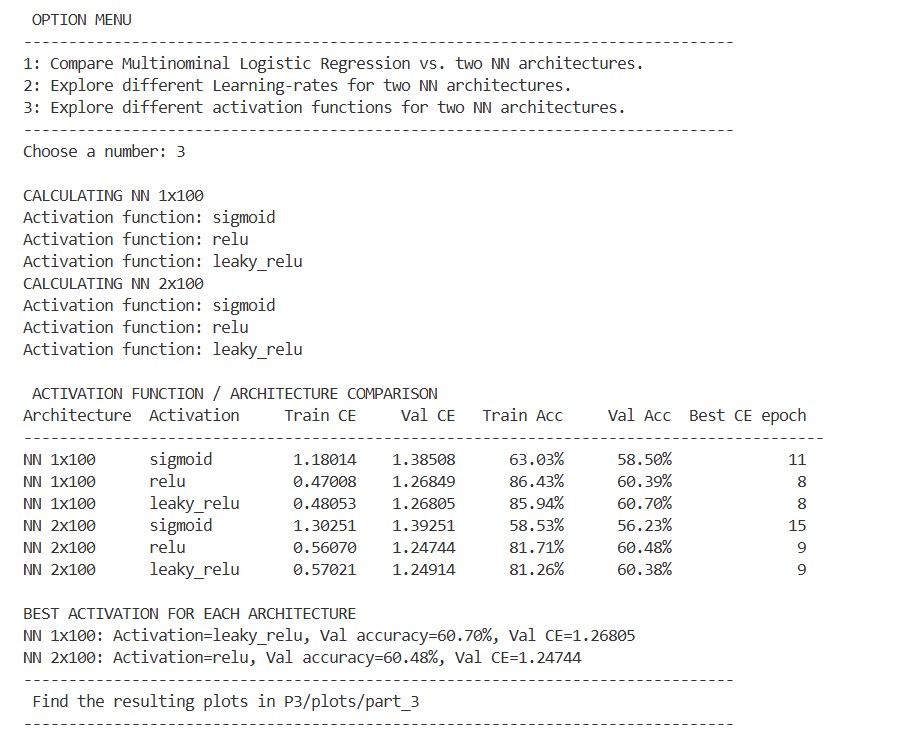 OPTION MENU
-------------------------------------------------------------------------------
1: Compare Multinominal Logistic Regression vs. two NN architectures.
2: Explore different Learning-rates for two NN architectures.
3: Explore different activation functions for two NN architectures.
-------------------------------------------------------------------------------
Choose a number: 3
CALCULATING NN 1x100
Activation function: sigmoid
Activation function: relu
Activation function: leaky_relu
CALCULATING NN 2x100
Activation function: sigmoid
Activation function: relu
Activation function: leaky_relu
ACTIVATION FUNCTION / ARCHITECTURE COMPARISON
Architecture  Activation     Train CE     Val CE   Train Acc     Val Acc  Best CE epoch
-----------------------------------------------------------------------------------------
NN 1x100      sigmoid         1.18014    1.38508      63.03%      58.50%             11
NN 1x100      relu            0.47008    1.26849      86.43%      60.39%              8
NN 1x100      leaky_relu      0.48053    1.26805      85.94%      60.70%              8
NN 2x100      sigmoid         1.30251    1.39251      58.53%      56.23%             15
NN 2x100      relu            0.56070    1.24744      81.71%      60.48%              9
NN 2x100      leaky_relu      0.57021    1.24914      81.26%      60.38%              9
BEST ACTIVATION FOR EACH ARCHITECTURE
NN 1x100: Activation=leaky_relu, Val accuracy=60.70%, Val CE=1.26805
NN 2x100: Activation=relu, Val accuracy=60.48%, Val CE=1.24744
-------------------------------------------------------------------------------
Find the resulting plots in P3/plots/part_3
-------------------------------------------------------------------------------